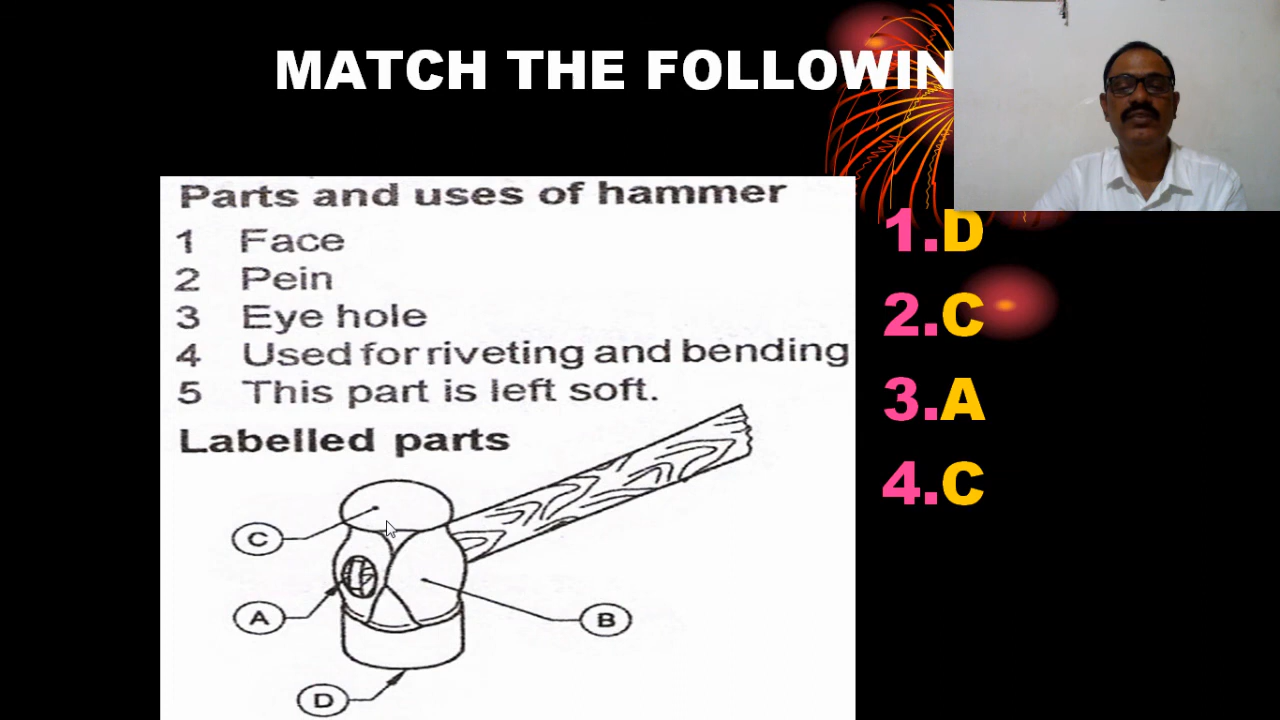 MATCH THE FOLLOWIN
Parts and uses of hammer
1 Face
2 Pein
3 Eye hole
4 Used for riveting and bending
5 This part is left soft.
Labelled parts
C
A
B
D
1.D
2.C
3.A
4.C